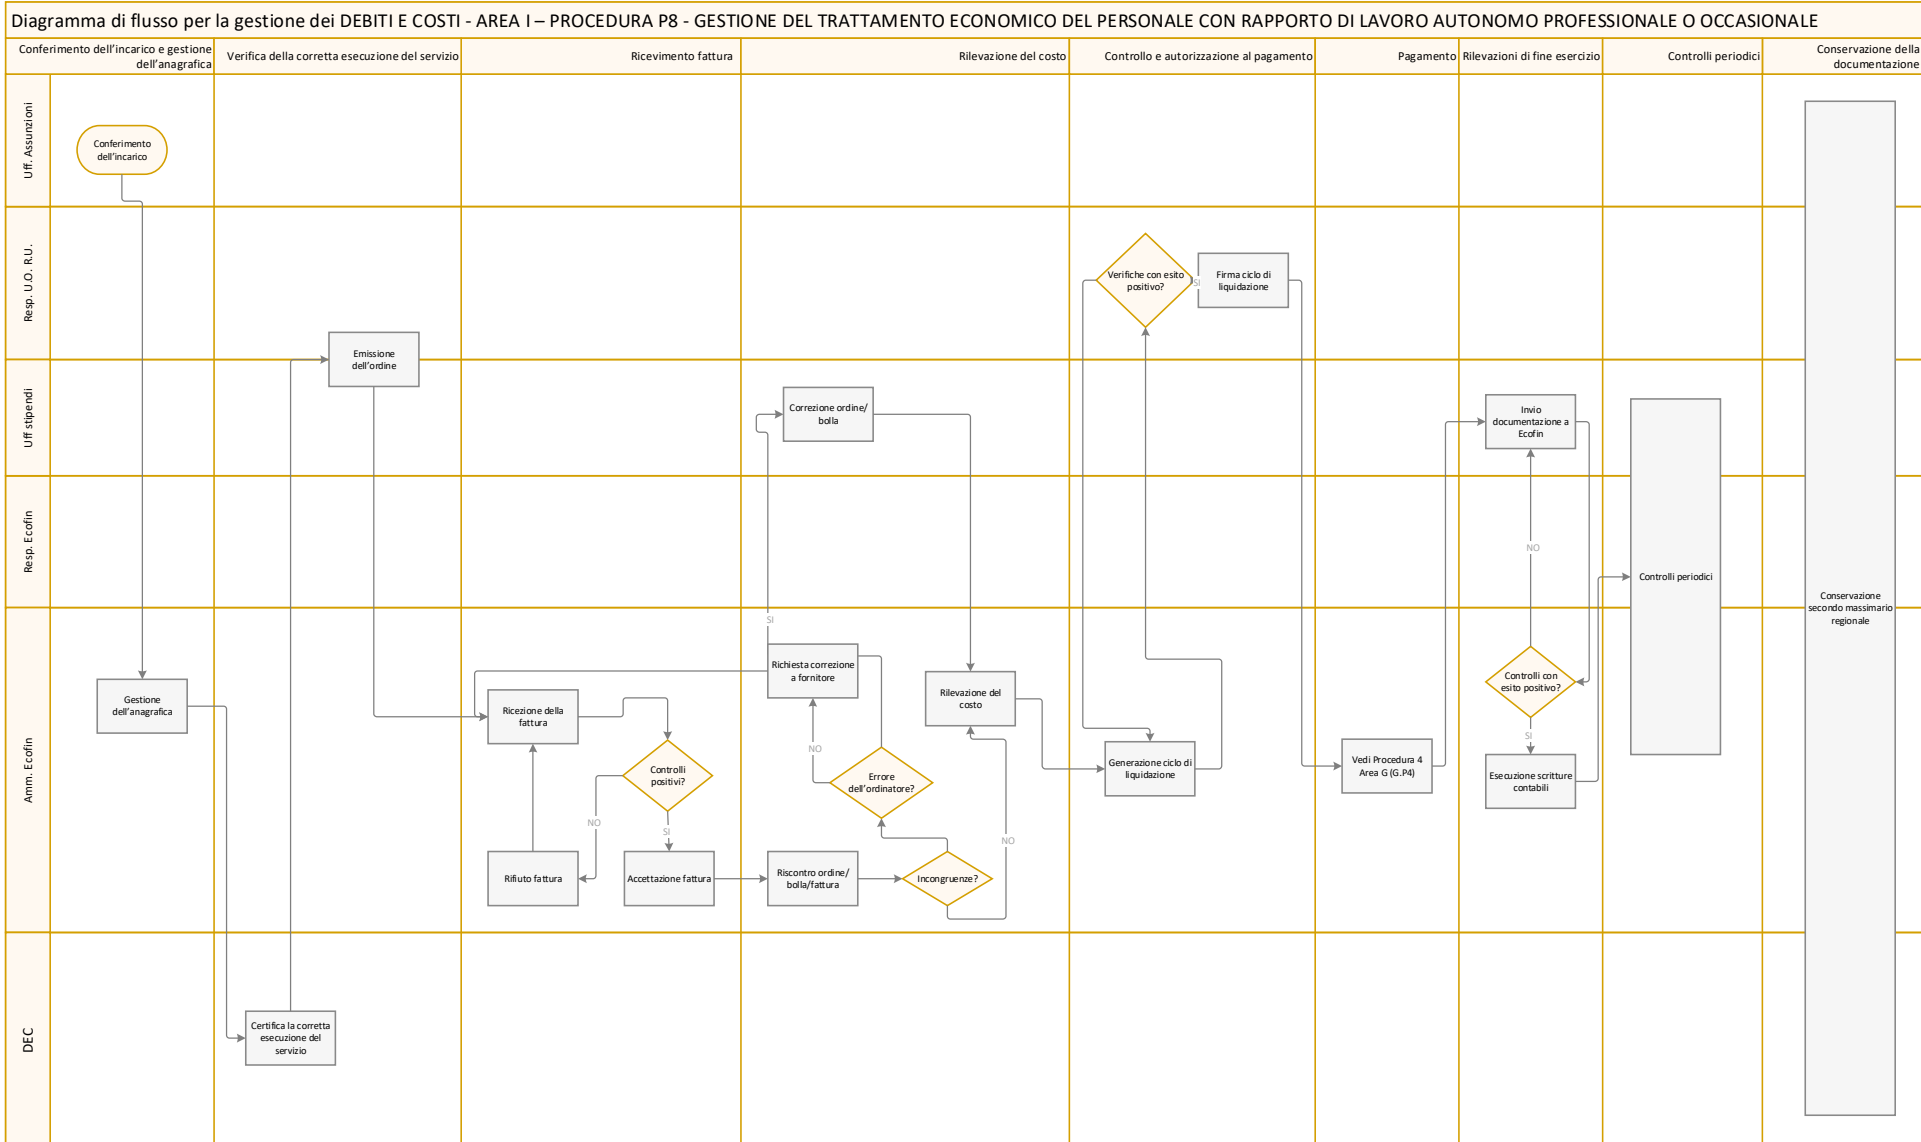 Diagramma di flusso per la gestione dei DEBITI E COSTI - AREA I – PROCEDURA P8 - GESTIONE DEL TRATTAMENTO ECONOMICO DEL PERSONALE CON RAPPORTO DI LAVORO AUTONOMO PROFESSIONALE O OCCASIONALE
Conferimento dell'incarico e gestione
dell'anagrafica
Verifica della corretta esecuzione del servizio
Ricevimento fattura
Rilevazione del costo
Controllo e autorizzazione al pagamento
Pagamento
Rilevazioni di fine esercizio
Controlli periodici
Conservazione della
documentazione
Uff. Assunzioni
Conferimento
dell'incarico
Resp. U.O. R.U.
Verifiche con esito
positivo?
SI
Firma ciclo di
liquidazione
Emissione
dell'ordine
Uff stipendi
Correzione ordine/
bolla
Invio
documentazione a
Ecofin
Resp. Ecofin
NO
Controlli periodici
Conservazione
secondo massimario
regionale
Amm. Ecofin
SI
Gestione
dell'anagrafica
Ricezione della
fattura
Controlli
positivi?
NO
SI
Rifiuto fattura
Accettazione fattura
Richiesta correzione
a fornitore
NO
Errore
dell'ordinatore?
Riscontro ordine/
bolla/fattura
Incongruenze?
NO
Rilevazione del
costo
Generazione ciclo di
liquidazione
Vedi Procedura 4
Area G (G.P4)
Controlli con
esito positivo?
SI
Esecuzione scritture
contabili
DEC
Certifica la corretta
esecuzione del
servizio